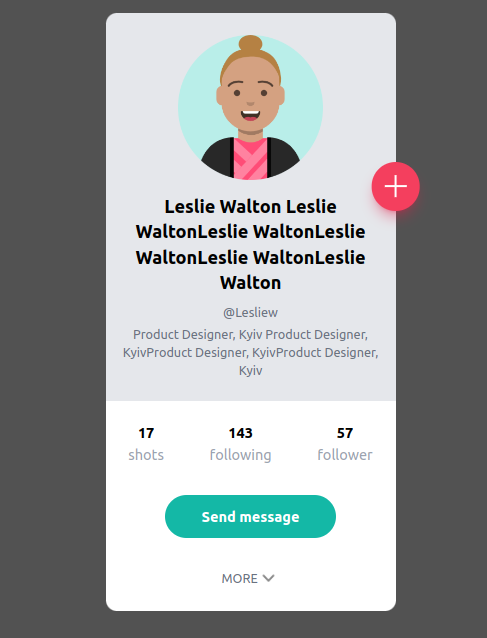 Leslie Walton Leslie
WaltonLeslie WaltonLeslie
WaltonLeslie WaltonLeslie
Walton
@Lesliew
Product Designer, Kyiv Product Designer,
KyivProduct Designer, KyivProduct Designer,
Kyiv
17 143 57
shots following follower
Send message
MORE